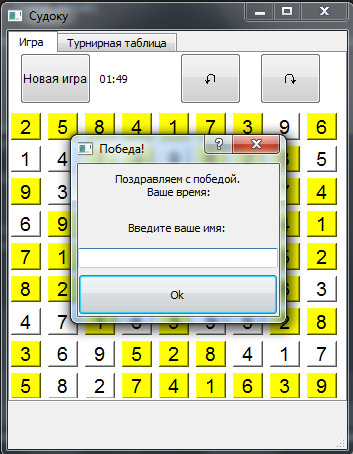 Судоку
Игра Турнирная таблица
Новая игра 01:49
2 5 8 4 1 7 3 9 6
Победа!
Поздравляем с победой.
Ваше время:
Введите ваше имя:
Ok
1 4 5
9 3 4
6 9 4 1
7 1 2
8 2 3
4 7 2 8
3 6 9 5 2 8 4 1 7
5 8 2 7 4 1 6 3 9